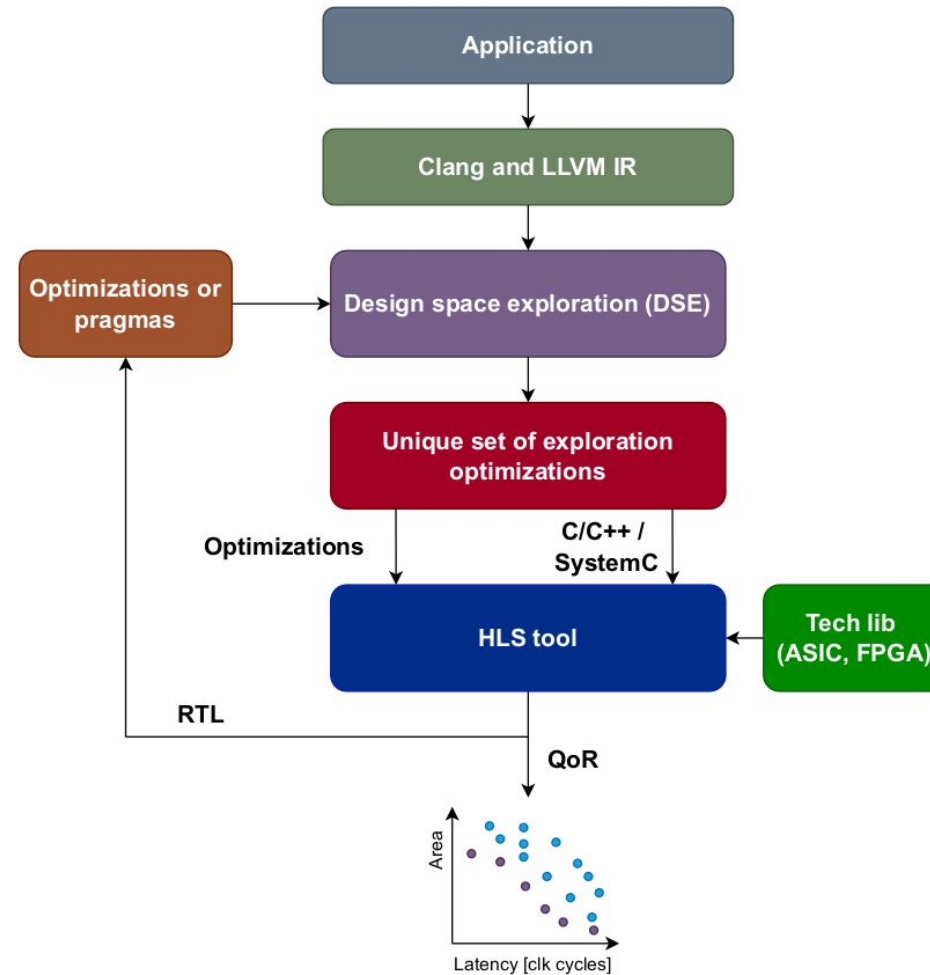 Application
Clang and LLVM IR
Optimizations or
pragmas
Design space exploration (DSE)
Unique set of exploration
optimizations
Optimizations
C/C++ /
SystemC
HLS tool
Tech lib
(ASIC, FPGA)
RTL
QoR
Area
Latency [clk cycles]